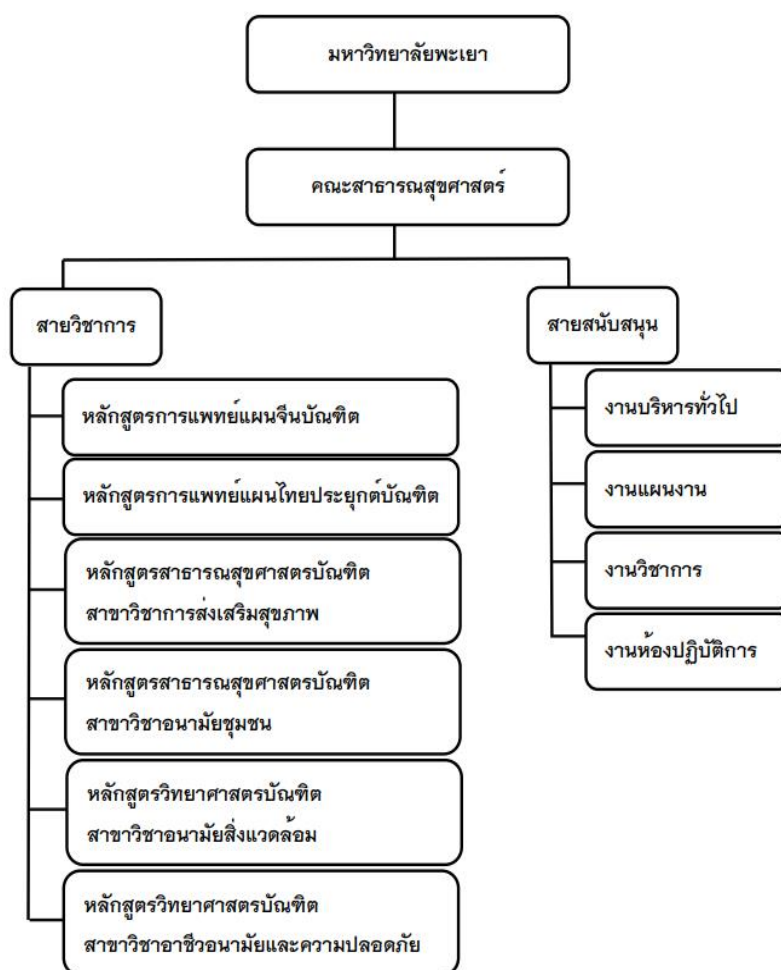 มหาวิทยาลัยพะเยา
คณะสาธารณสุขศาสตร์
สายวิชาการ
หลักสูตรการแพทย์แผนจีนบัณฑิต
หลักสูตรการแพทย์แผนไทยประยุกต์บัณฑิต
หลักสูตรสาธารณสุขศาสตรบัณฑิต
สาขาวิชาการส่งเสริมสุขภาพ
หลักสูตรสาธารณสุขศาสตรบัณฑิต
สาขาวิชาอนามัยชุมชน
หลักสูตรวิทยาศาสตรบัณฑิต
สาขาวิชาอนามัยสิ่งแวดล้อม
หลักสูตรวิทยาศาสตรบัณฑิต
สาขาวิชาอาชีวอนามัยและความปลอดภัย
สายสนับสนุน
งานบริหารทั่วไป
งานแผนงาน
งานวิชาการ
งานห้องปฏิบัติการ